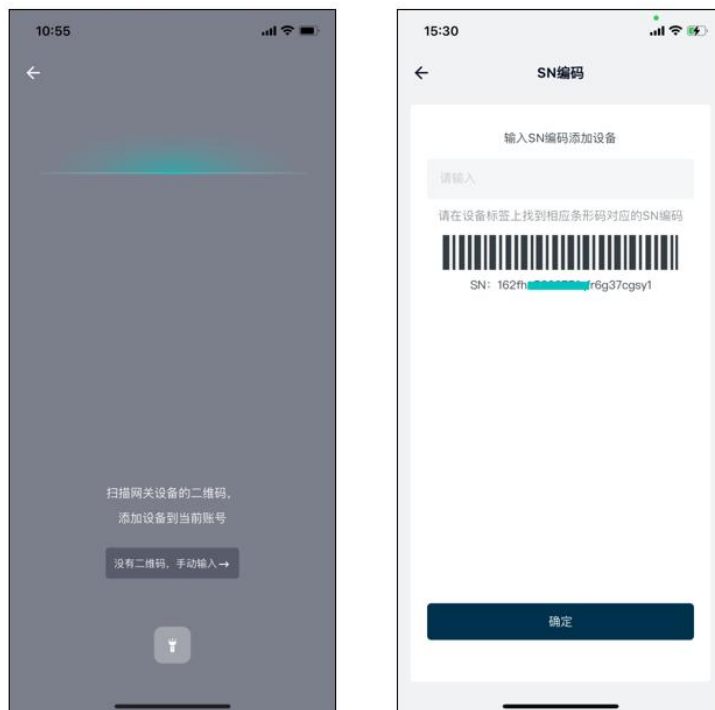 10:55
扫描网关设备的二维码,
添加设备到当前账号
没有二维码，手动输入→
15:30
SN编码
输入SN编码添加设备
请输入
请在设备标签上找到相应条形码对应的SN编码
SN：162fh
r6g37cgsy1
确定